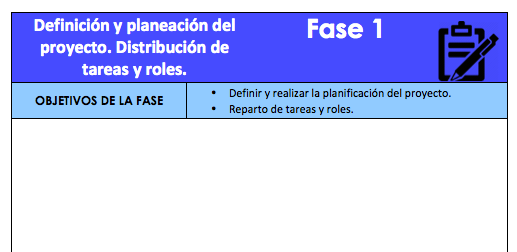 Definición y planeación del
proyecto. Distribución de
tareas y roles.
Fase 1
OBJETIVOS DE LA FASE
• Definir y realizar la planificación del proyecto.
• Reparto de tareas y roles.